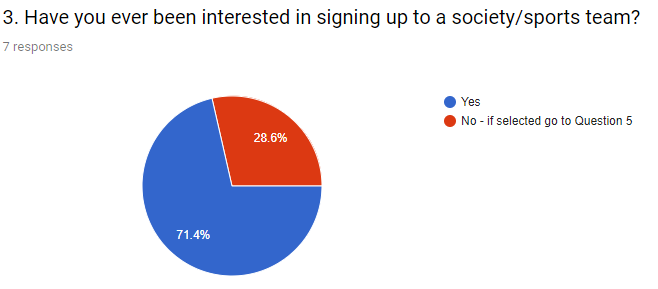 3. Have you ever been interested in signing up to a society/sports team?
7 responses
Yes
No - if selected go to Question 5
28.6%
71.4%